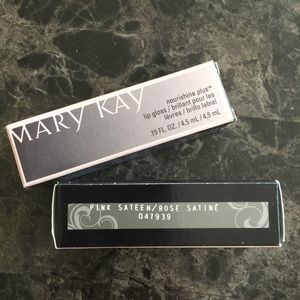 MARY KAY
nourishine plus™
lip gloss / brillant pour les
lèvres / brillo labial
.15 FL. OZ. / 4.5 mL / 4,5 mL
PINK SATEEN/ROSE SATINÉ
047939